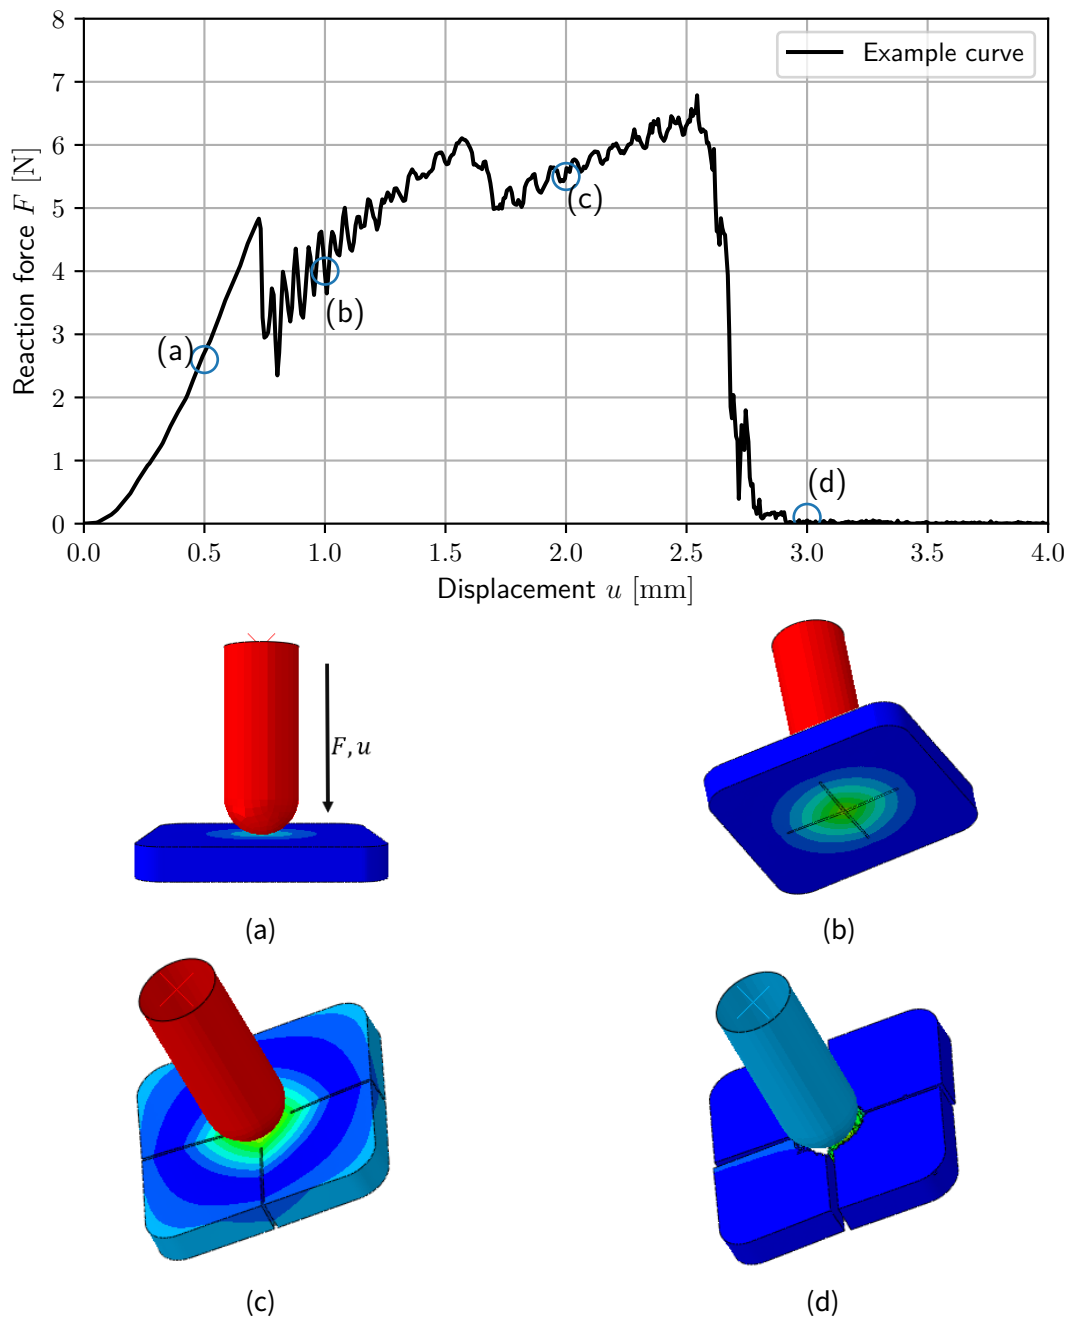 8
7
6
5
4
3
2
1
0
Reaction force F [N]
Example curve
(a)
(b)
(c)
(d)
0.0 0.5 1.0 1.5 2.0 2.5 3.0 3.5 4.0
Displacement u [mm]
F, u
(a)
(b)
(c)
(d)